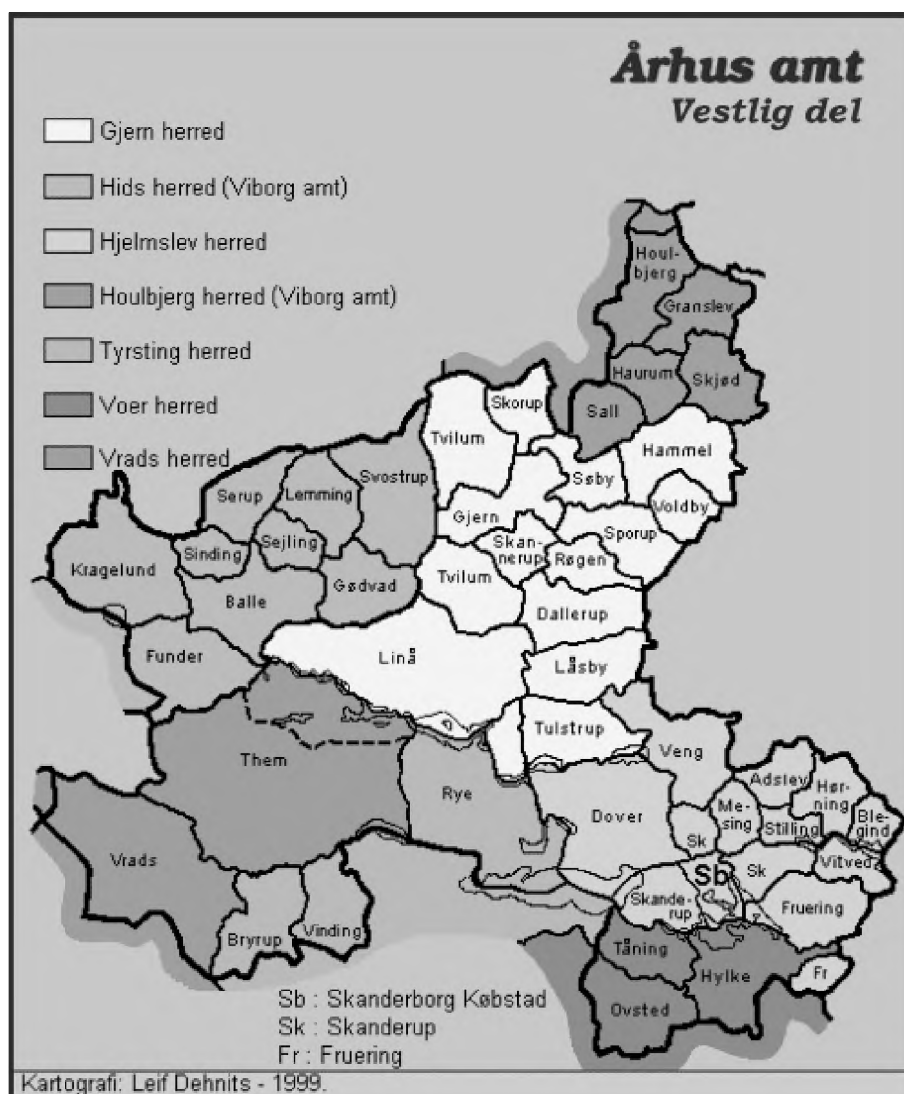 Århus amt
Vestlig del
Gjern herred
Hids herred (Viborg amt)
Hjelmslev herred
Houlbjerg herred (Viborg amt)
Tyrsting herred
Voer herred
Vrads herred
Houl-
bjerg
Granslev
Haurum
Skjød
Sall
Skorup
Tvilum
Hammel
Søby
Voldby
Svostrup
Lemming
Serup
Gjern
Sporup
Skan-
nerup
Røgen
Sejling
Sinding
Kragelund
Gødvad
Tvilum
Balle
Dallerup
Funder
Linå
Låsby
Tulstrup
Veng
Them
Rye
Adslev
Hør-
ning
Me-
sing
Stilling
Ble-
gind
Dover
Sk
Vitved
Vrads
Sb
Sk
Skande-
rup
Fruering
Bryrup
Vinding
Tåning
Hylke
Fr
Ovsted
Sb : Skanderborg Købstad
Sk : Skanderup
Fr : Fruering
Kartografi: Leif Dehnits - 1999.